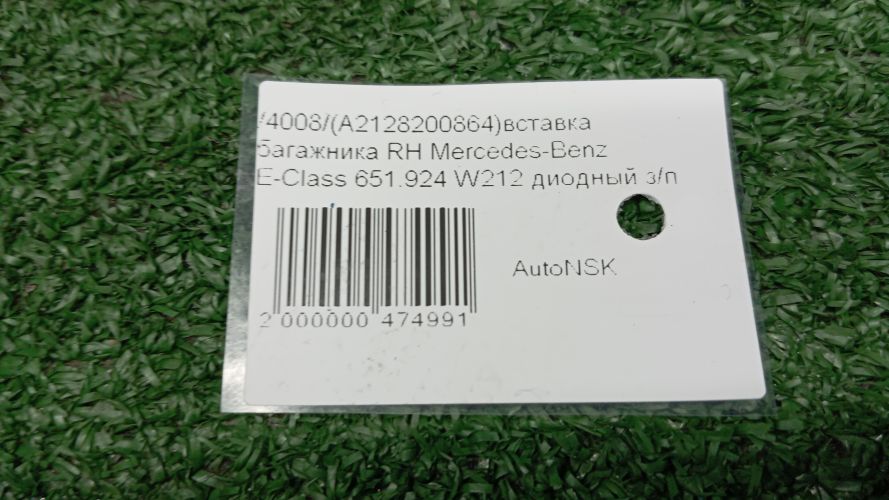 /4008/(A2128200864)вставка
багажника RH Mercedes-Benz
E-Class 651.924 W212 диодный з/п
AutoNSK
2 000000 474991